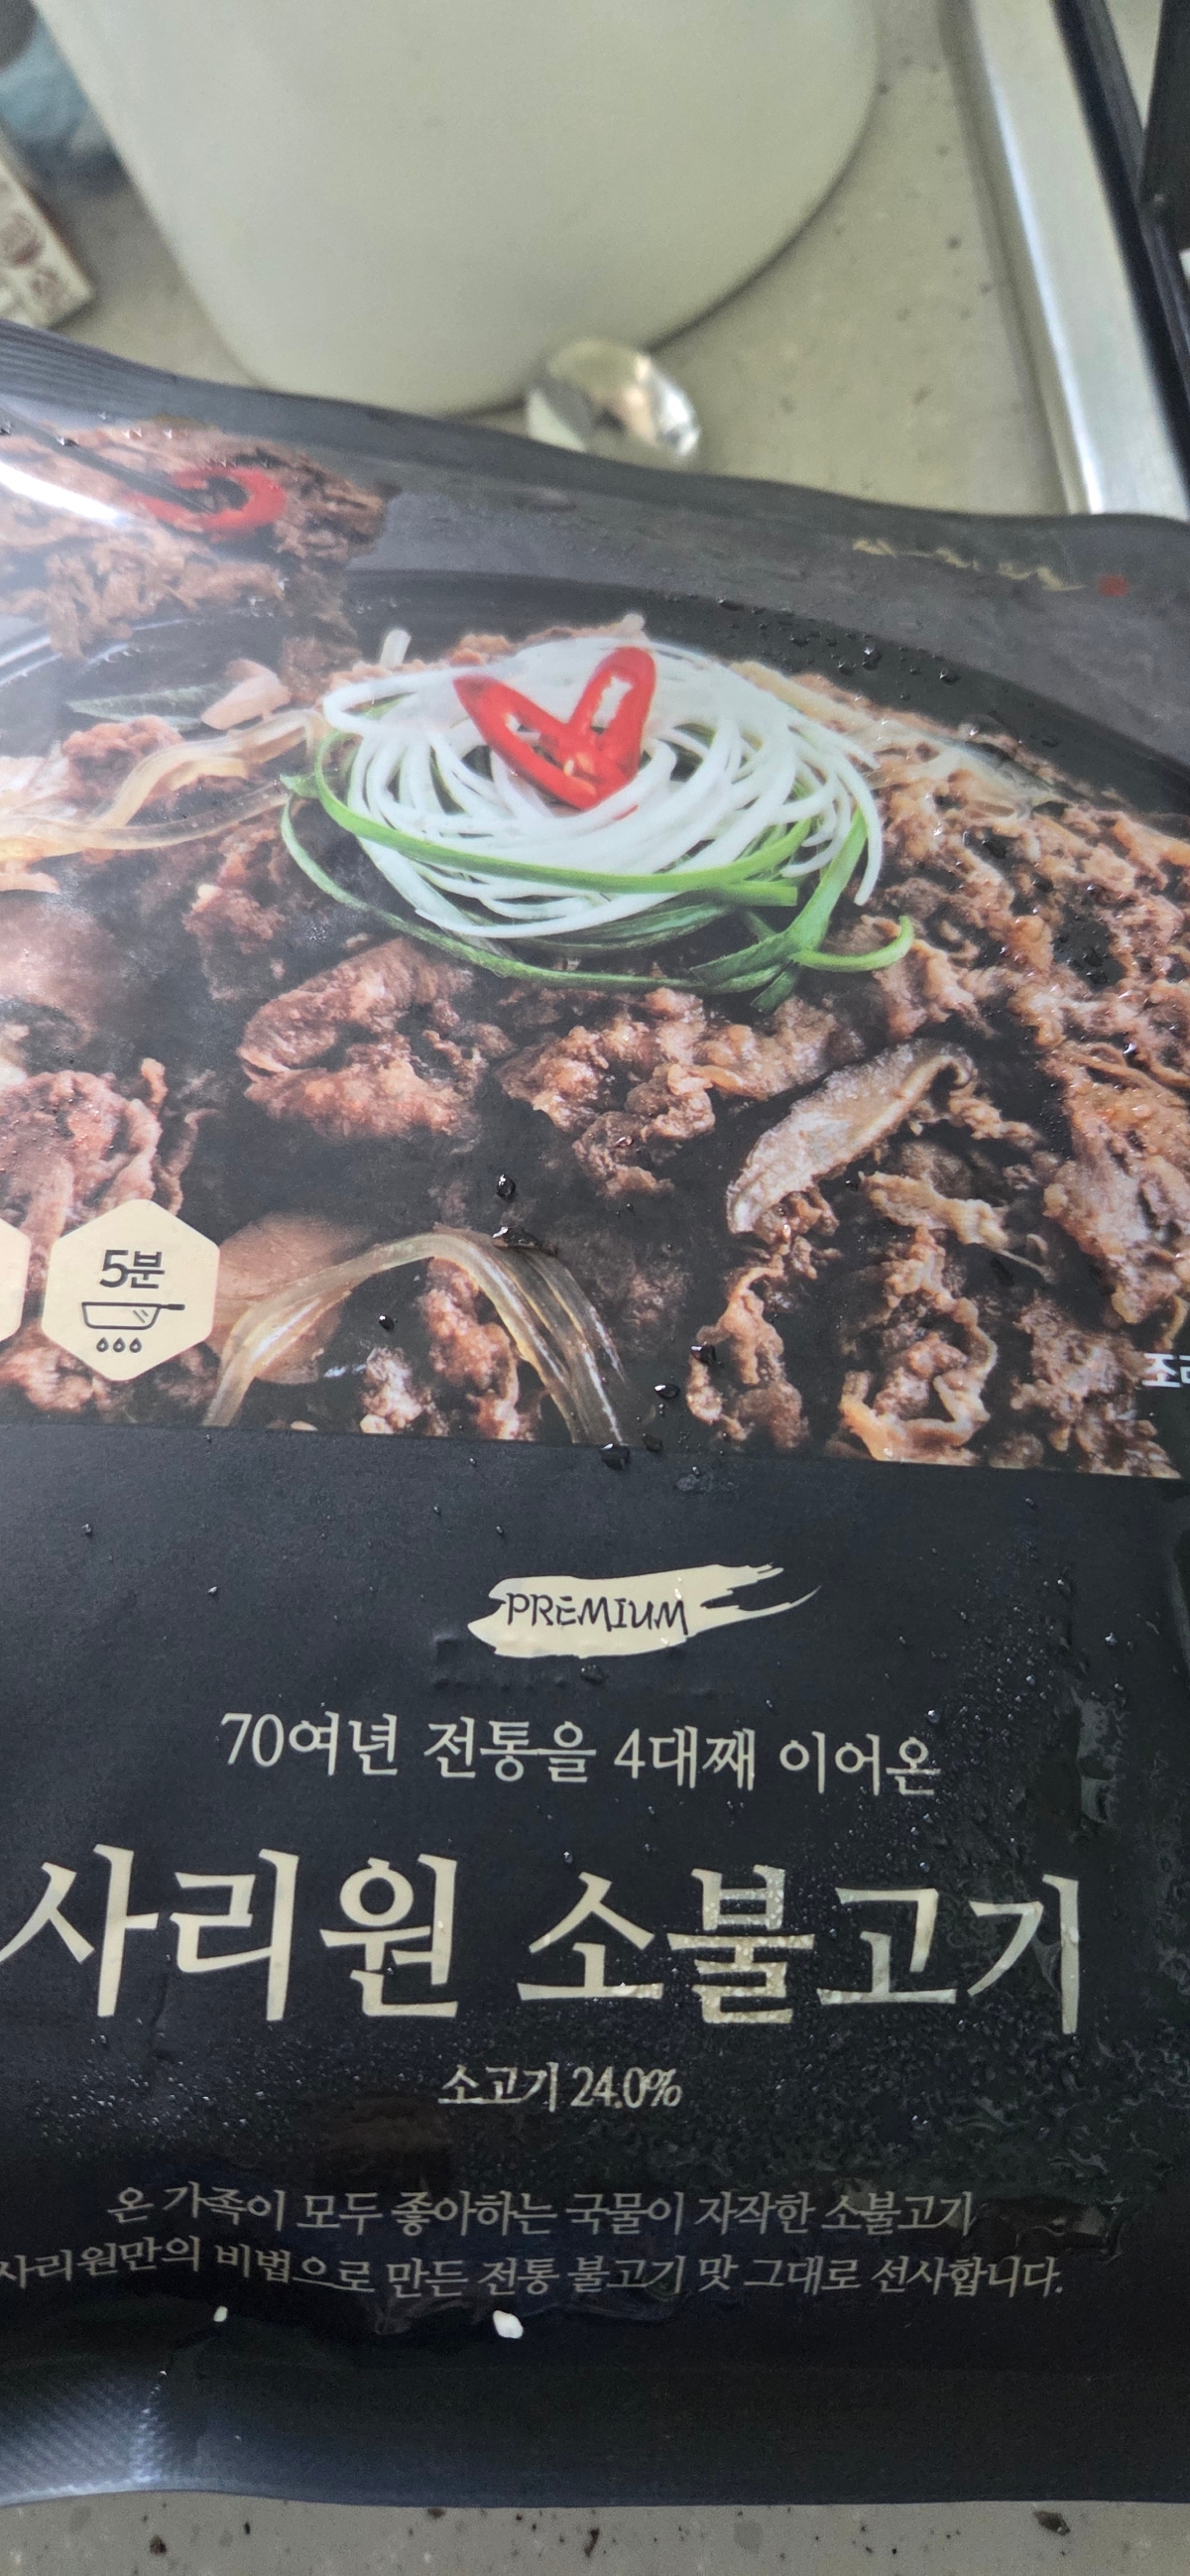 5분
PREMIUM
70여년 전통을 4대째 이어온
사리원 소불고기
소고기 24.0%
온 가족이 모두 좋아하는 국물이 자작한 소불고기
사리원만의 비법으로 만든 전통 불고기 맛 그대로 선사합니다.